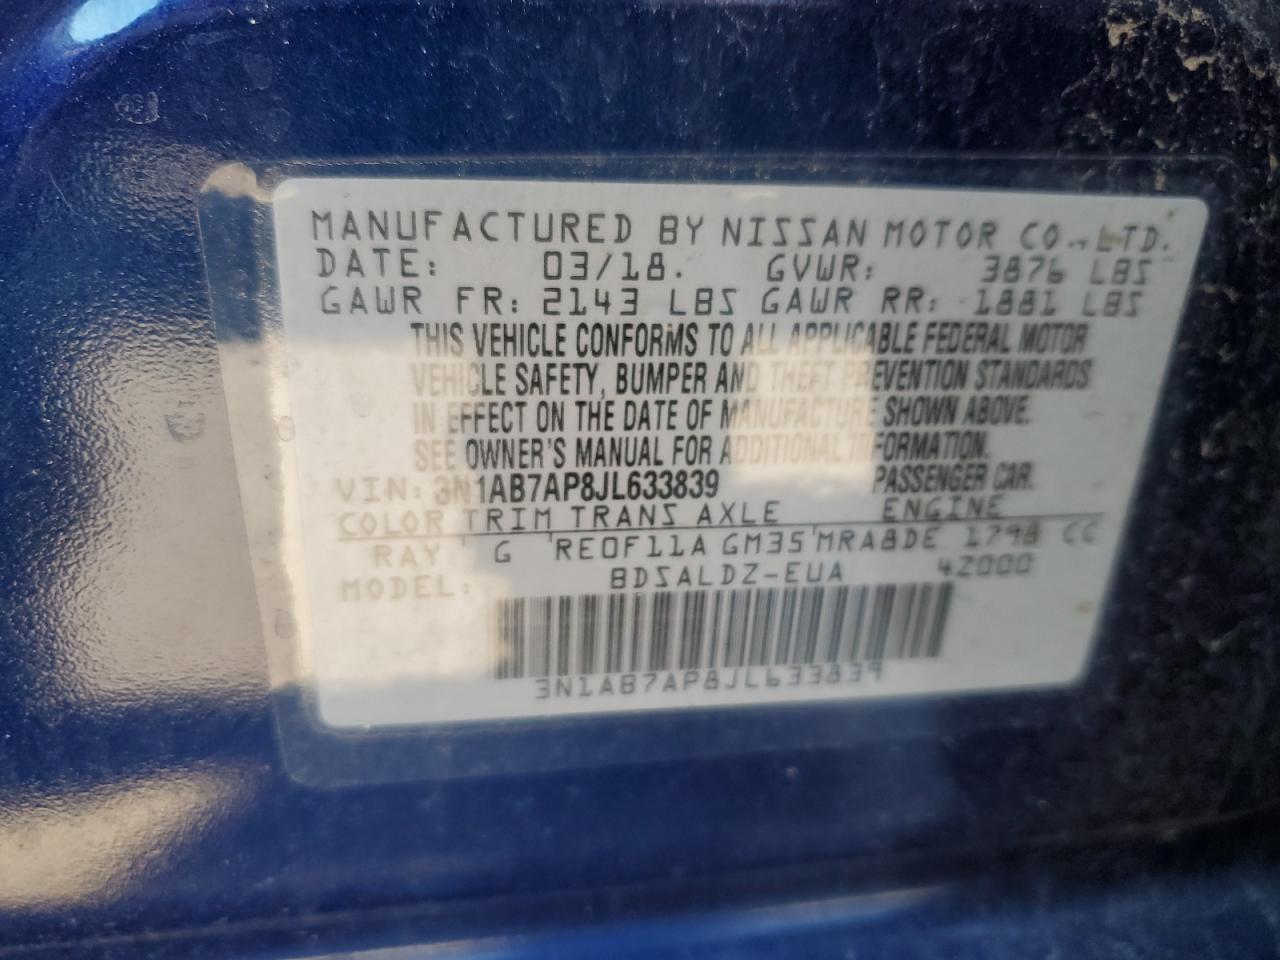 MANUFACTURED BY NISSAN MOTOR CO., LTD.
DATE: 03/18. GVWR: 3876 LBS
GAWR FR: 2143 LBS GAWR RR: 1881 LBS
THIS VEHICLE CONFORMS TO ALL APPLICABLE FEDERAL MOTOR
VEHICLE SAFETY, BUMPER AND THEFT PREVENTION STANDARDS
IN EFFECT ON THE DATE OF MANUFACTURE SHOWN ABOVE.
SEE OWNER'S MANUAL FOR ADDITIONAL INFORMATION.
VIN: 3N1AB7AP8JL633839 PASSENGER CAR.
COLOR TRIM TRANS AXLE ENGINE
RAY G RE0F11A GM35 MRA8DE 1798 CC
MODEL: BDSALDZ-EUA 42000
3N1AB7AP8JL633839